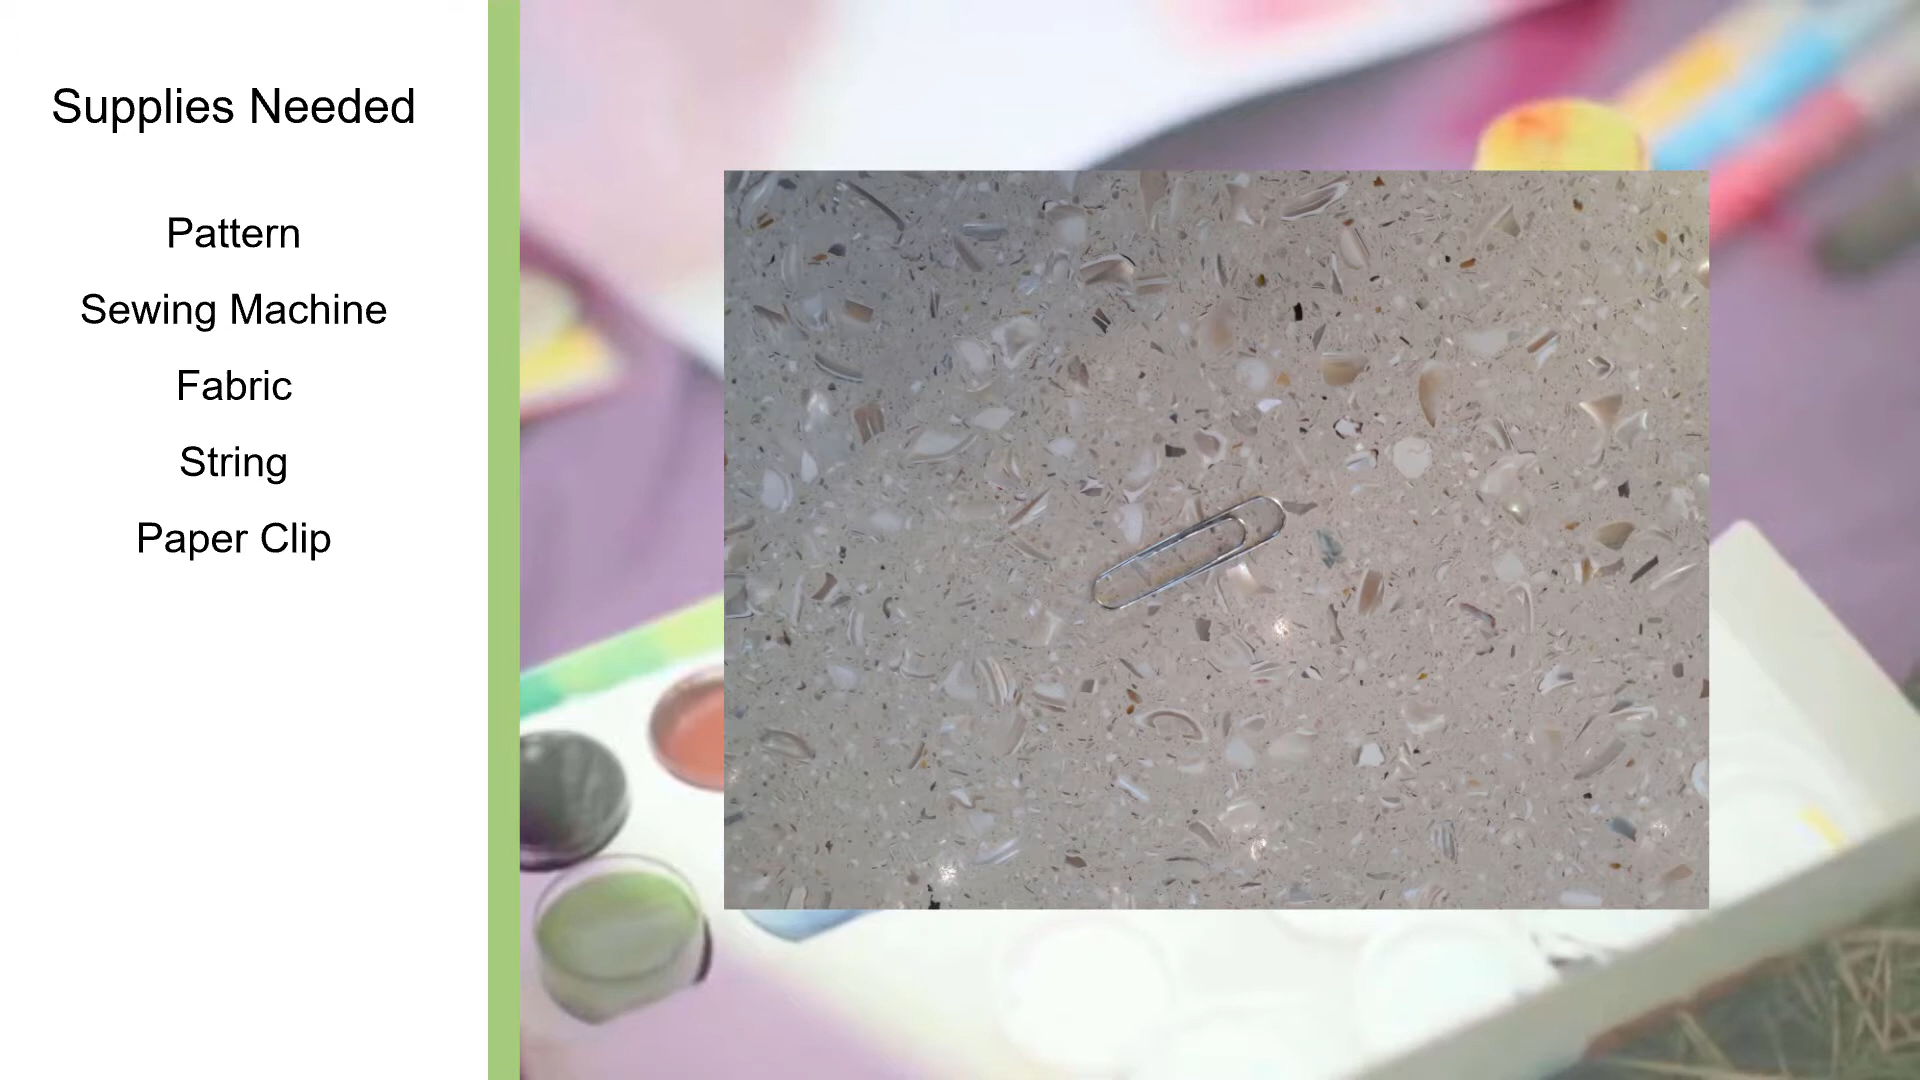 Supplies Needed
Pattern
Sewing Machine
Fabric
String
Paper Clip